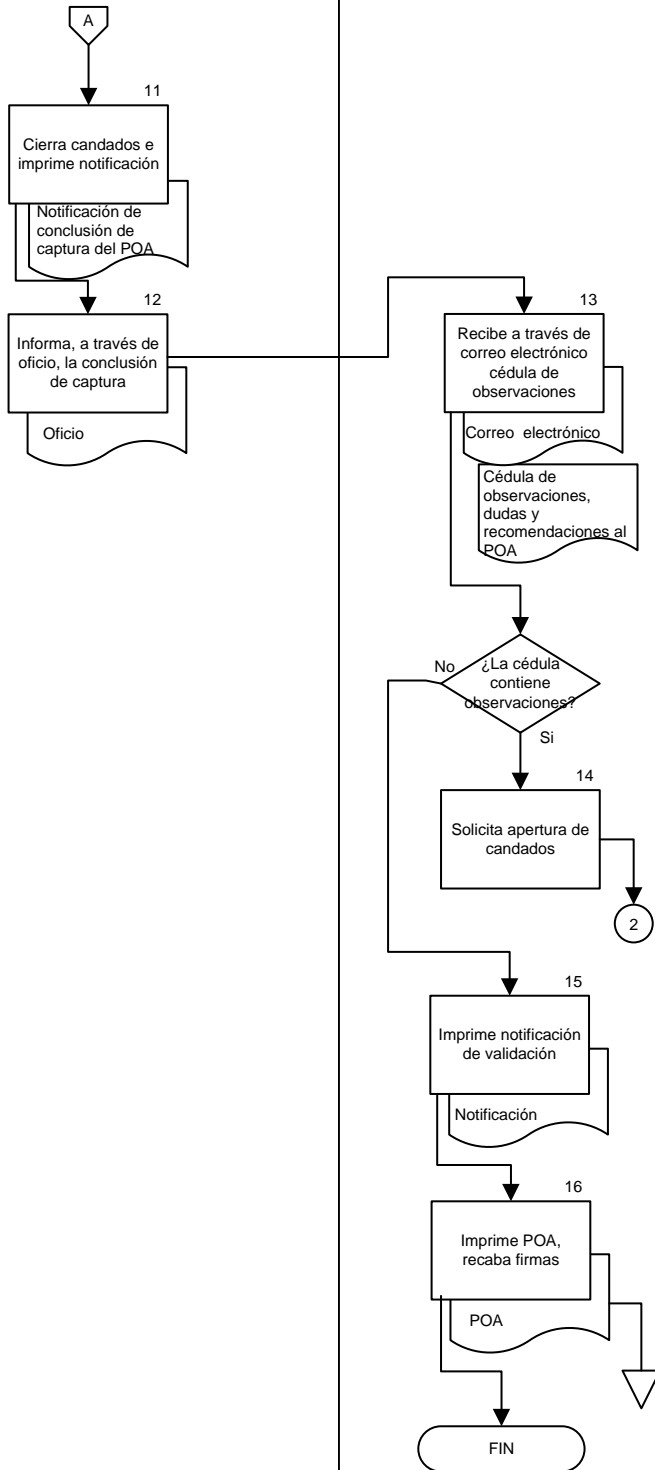 A
11
Cierra candados e
imprime notificación
Notificación de
conclusión de
captura del POA
12
Informa, a través de
oficio, la conclusión
de captura
Oficio
13
Recibe a través de
correo electrónico
cédula de
observaciones
Correo electrónico
Cédula de
observaciones,
dudas y
recomendaciones al
POA
No
¿La cédula
contiene
observaciones?
Si
14
Solicita apertura de
candados
2
15
Imprime notificación
de validación
Notificación
16
Imprime POA,
recaba firmas
POA
FIN